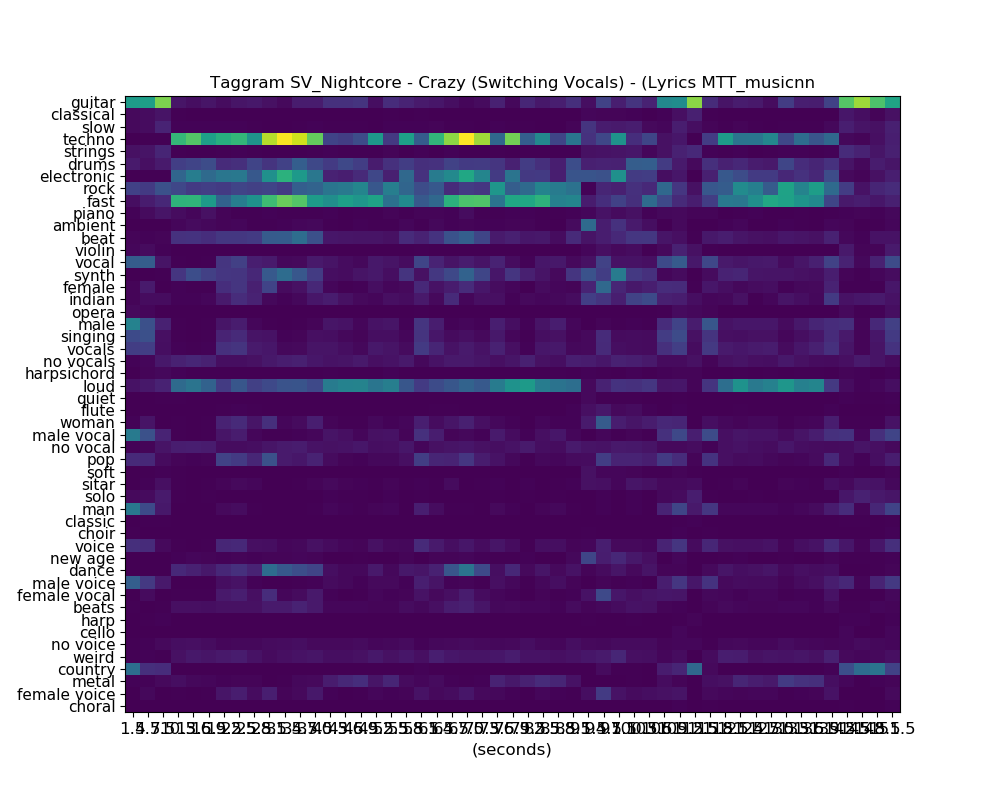 Taggram SV_Nightcore - Crazy (Switching Vocals) - (Lyrics MTT_musicnn
guitar
classical
slow
techno
strings
drums
electronic
rock
fast
piano
ambient
beat
violin
vocal
synth
female
indian
opera
male
singing
vocals
no vocals
harpsichord
loud
quiet
flute
woman
male vocal
no vocal
pop
soft
sitar
solo
man
classic
choir
voice
new age
dance
male voice
female vocal
beats
harp
cello
no voice
weird
country
metal
female voice
choral
(seconds)